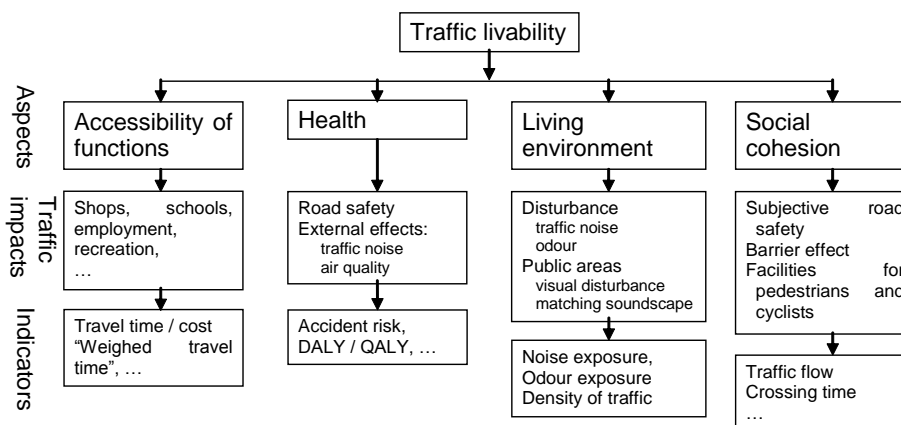 Traffic livability
Aspects
Accessibility of
functions
Health
Living
environment
Social
cohesion
Traffic
impacts
Shops, schools,
employment,
recreation,
…
Road safety
External effects:
traffic noise
air quality
Disturbance
traffic noise
odour
Public areas
visual disturbance
matching soundscape
Subjective road
safety
Barrier effect
Facilities for
pedestrians and
cyclists
Indicators
Travel time / cost
“Weighed travel
time”, …
Accident risk,
DALY / QALY, …
Noise exposure,
Odour exposure
Density of traffic
Traffic flow
Crossing time
…